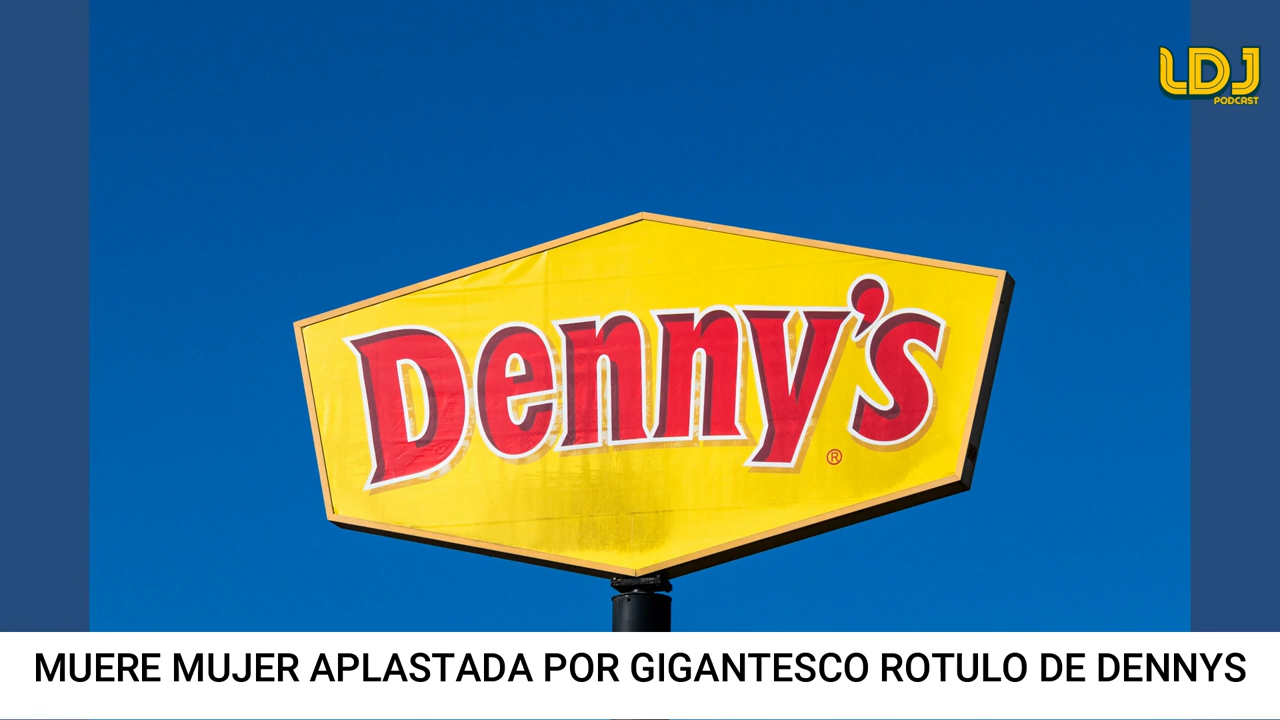 LDJ
PODCAST
Denny's
®
MUERE MUJER APLASTADA POR GIGANTESCO ROTULO DE DENNYS